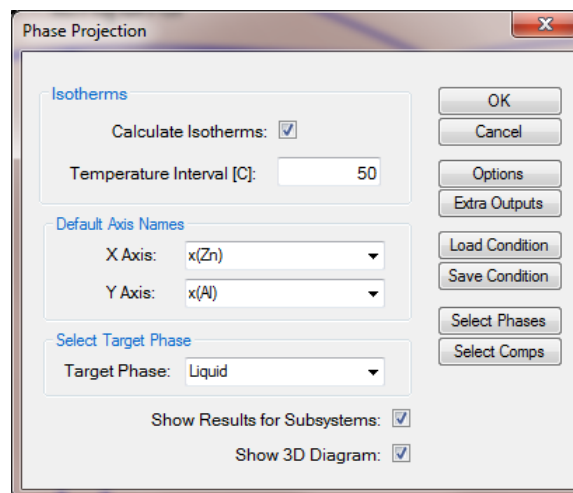 Phase Projection
Isotherms
Calculate Isotherms:
Temperature Interval [C]: 50
Default Axis Names
X Axis: x(Zn)
Y Axis: x(Al)
Select Target Phase
Target Phase: Liquid
Show Results for Subsystems:
Show 3D Diagram:
OK
Cancel
Options
Extra Outputs
Load Condition
Save Condition
Select Phases
Select Comps